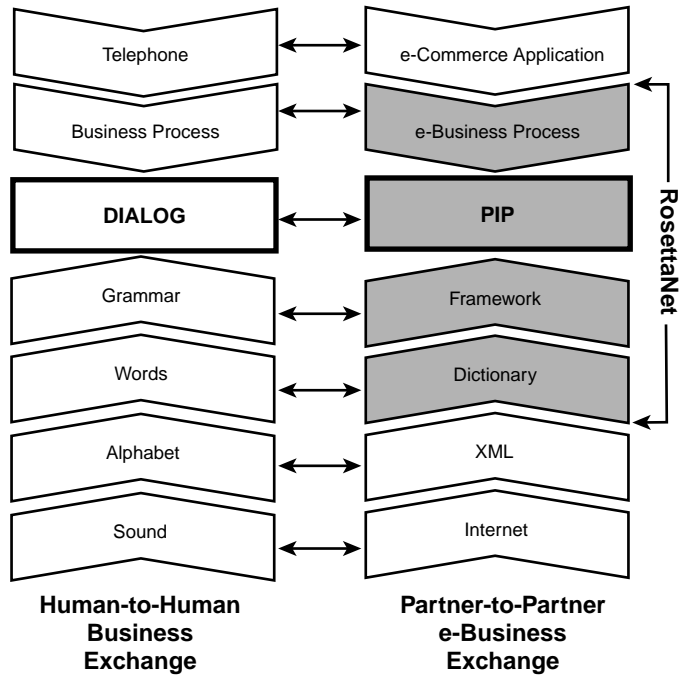 Telephone
e-Commerce Application
Business Process
e-Business Process
DIALOG
PIP
RosettaNet
Grammar
Framework
Words
Dictionary
Alphabet
XML
Sound
Internet
Human-to-Human
Business
Exchange
Partner-to-Partner
e-Business
Exchange